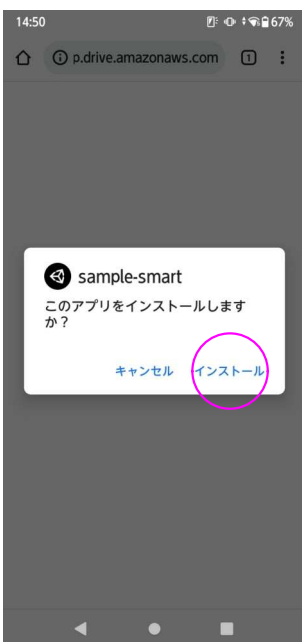 14:50 67%
p.drive.amazonaws.com 1
sample-smart
このアプリをインストールします
か？
キャンセル インストール